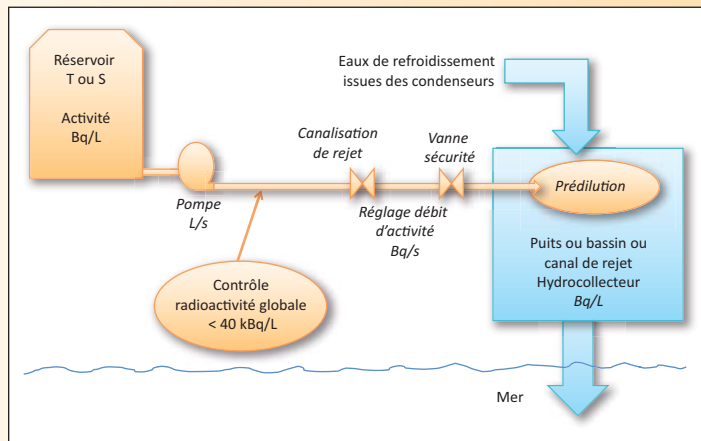 Réservoir
T ou S
Activité
Bq/L
Eaux de refroidissement
issues des condenseurs
Canalisation
de rejet
Vanne
sécurité
Prédilution
Pompe
L/s
Réglage débit
d'activité
Bq/s
Puits ou bassin ou
canal de rejet
Hydrocollecteur
Bq/L
Contrôle
radioactivité globale
< 40 kBq/L
Mer